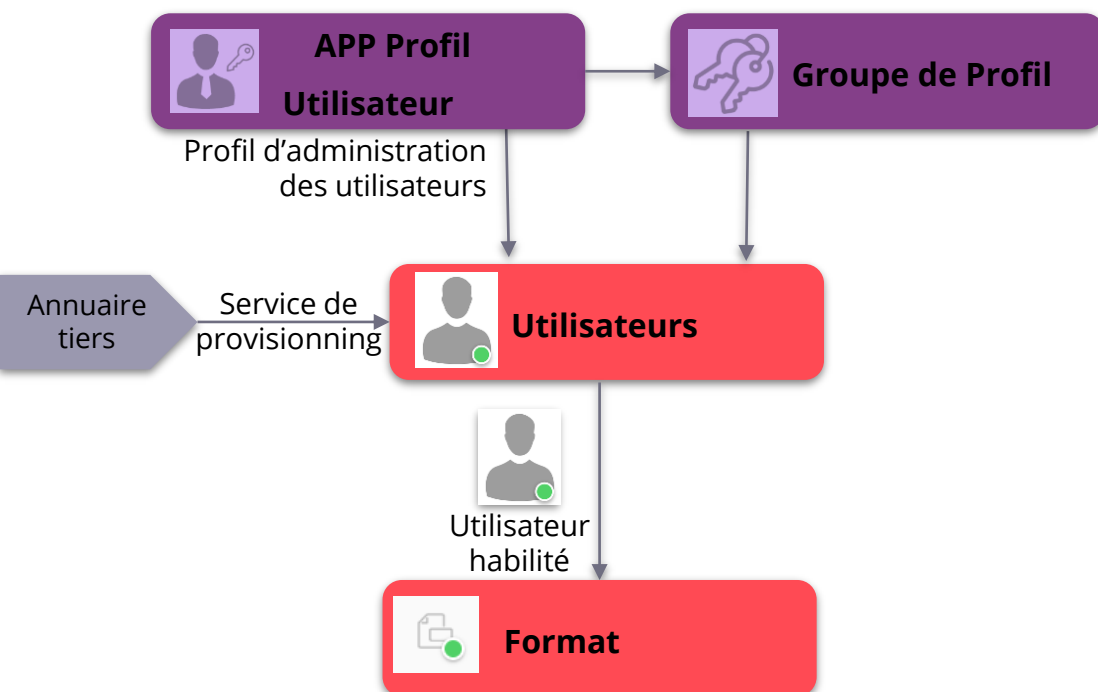 APP Profil
Utilisateur
Groupe de Profil
Profil d'administration
des utilisateurs
Annuaire
tiers
Service de
provisionning
Utilisateurs
Utilisateur
habilité
Format